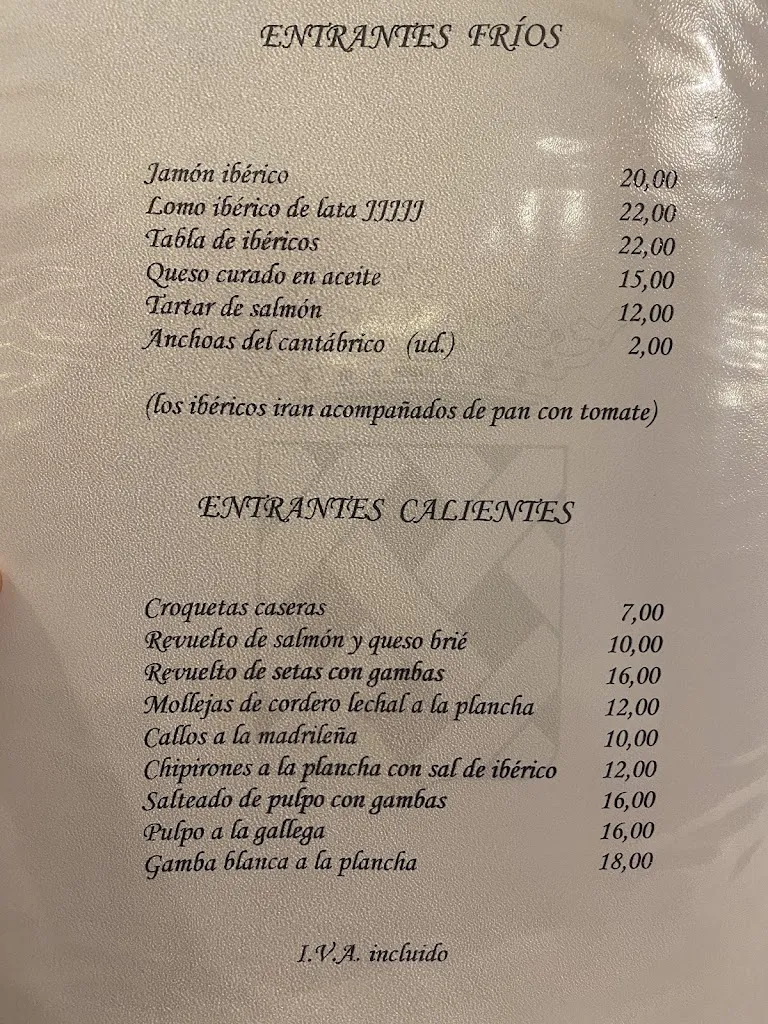 ENTRANTES FRÍOS
Jamón ibérico 20,00
Lomo ibérico de lata JJJJJ 22,00
Tabla de ibéricos 22,00
Queso curado en aceite 15,00
Tartar de salmón 12,00
Anchoas del cantábrico (ud.) 2,00
(los ibéricos iran acompañados de pan con tomate)
ENTRANTES CALIENTES
Croquetas caseras 7,00
Revuelto de salmón y queso brié 10,00
Revuelto de setas con gambas 16,00
Mollejas de cordero lechal a la plancha 12,00
Callos a la madrileña 10,00
Chipirones a la plancha con sal de ibérico 12,00
Salteado de pulpo con gambas 16,00
Pulpo a la gallega 16,00
Gamba blanca a la plancha 18,00
I.V.A. incluido